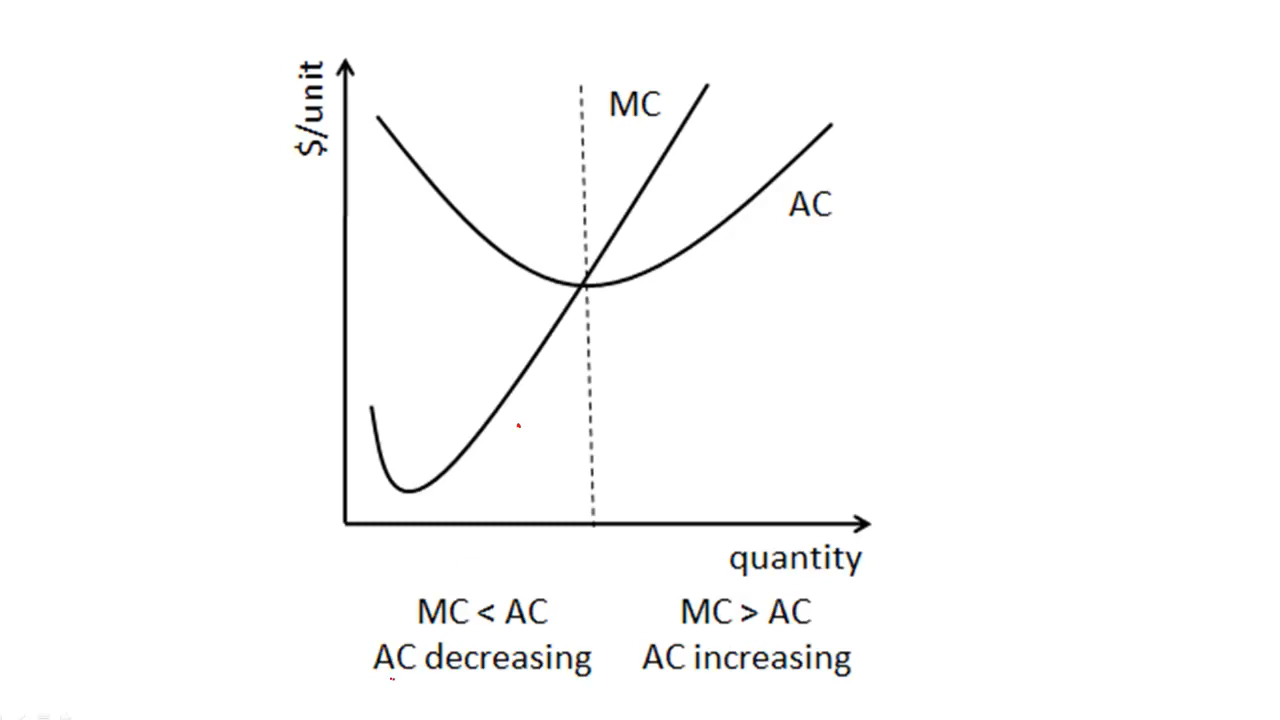 $/unit
MC
AC
quantity
MC < AC
AC decreasing
MC > AC
AC increasing